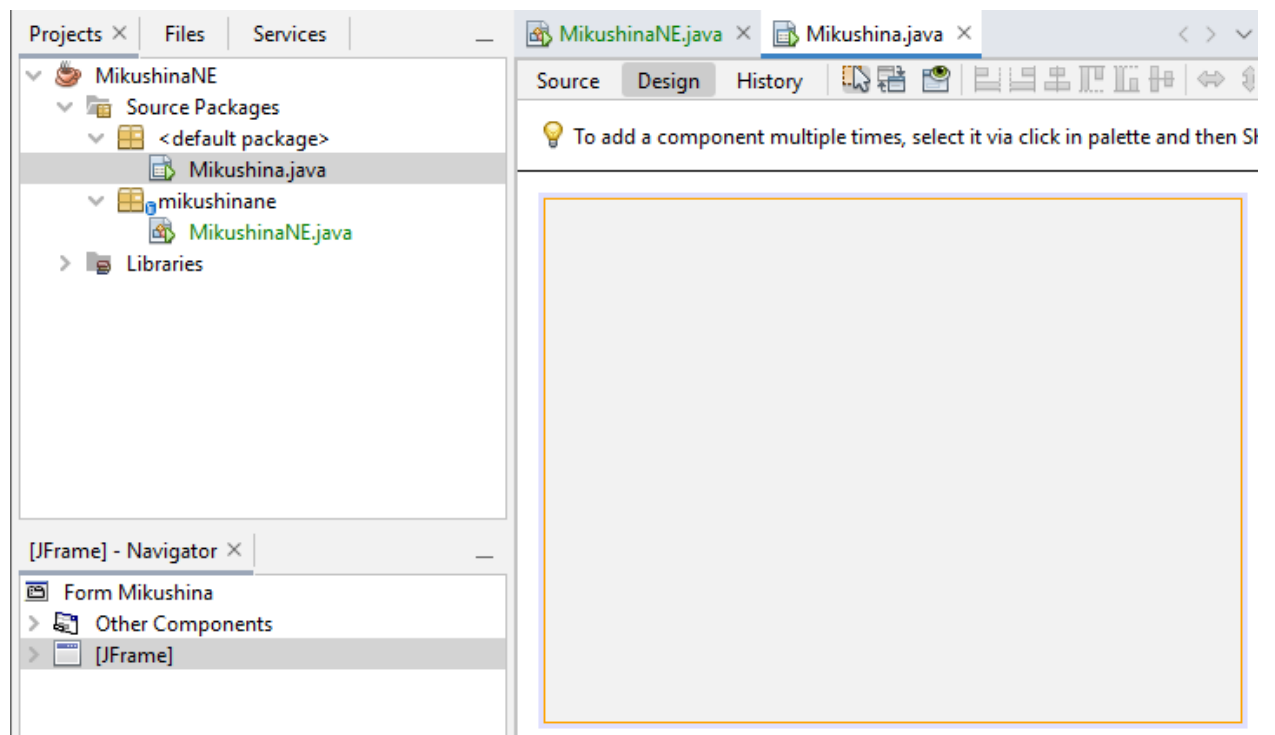 Projects Files Services
MikushinaNE
Source Packages
<default package>
Mikushina.java
mikushinane
MikushinaNE.java
Libraries
[JFrame] - Navigator
Form Mikushina
Other Components
[JFrame]
MikushinaNE.java Mikushina.java
Source Design History
To add a component multiple times, select it via click in palette and then